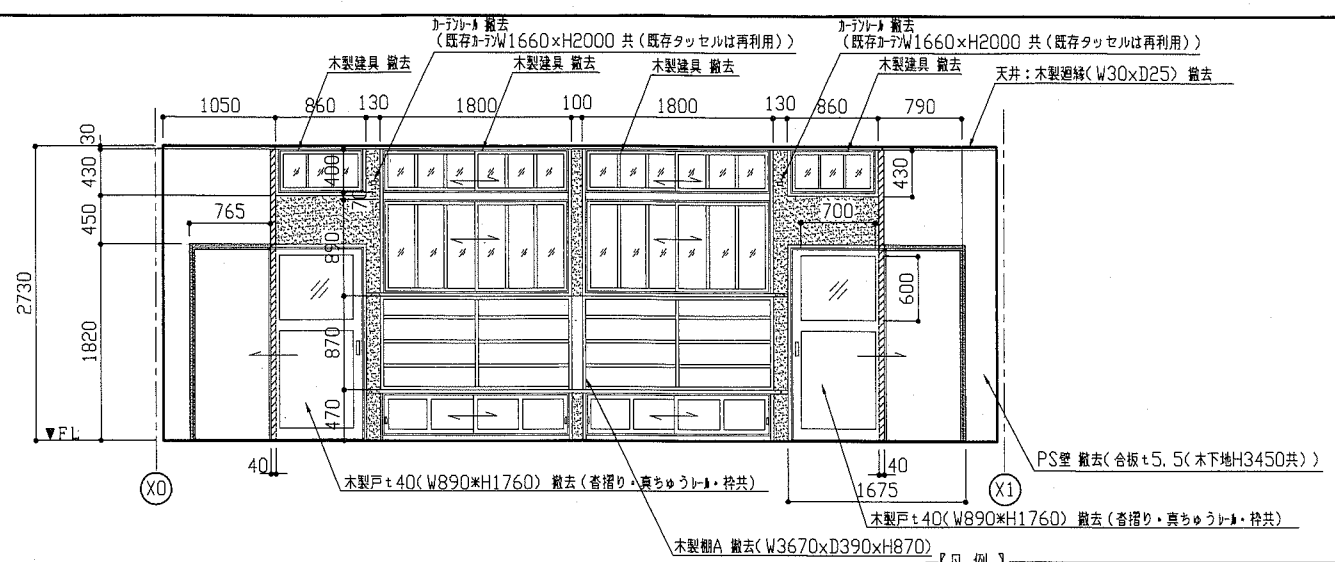 カーテンレール 撤去
(既存カーテンW1660×H2000 共(既存タッセルは再利用))
カーテンレール 撤去
(既存カーテンW1660×H2000 共(既存タッセルは再利用))
木製建具 撤去
木製建具 撤去
木製建具 撤去
木製建具 撤去
天井:木製廻縁(W30xD25) 撤去
1050
860
130
1800
100
1800
130
860
790
30
430
450
1820
2730
400
70
890
870
470
765
700
430
600
▼FL
40
40
1675
X0
X1
PS壁 撤去(合板t5.5(木下地H3450共))
木製戸t40(W890*H1760) 撤去(沓摺り・真ちゅうレール・枠共)
木製戸t40(W890*H1760) 撤去(沓摺り・真ちゅうレール・枠共)
木製棚A 撤去(W3670xD390xH870)
【凡 例】